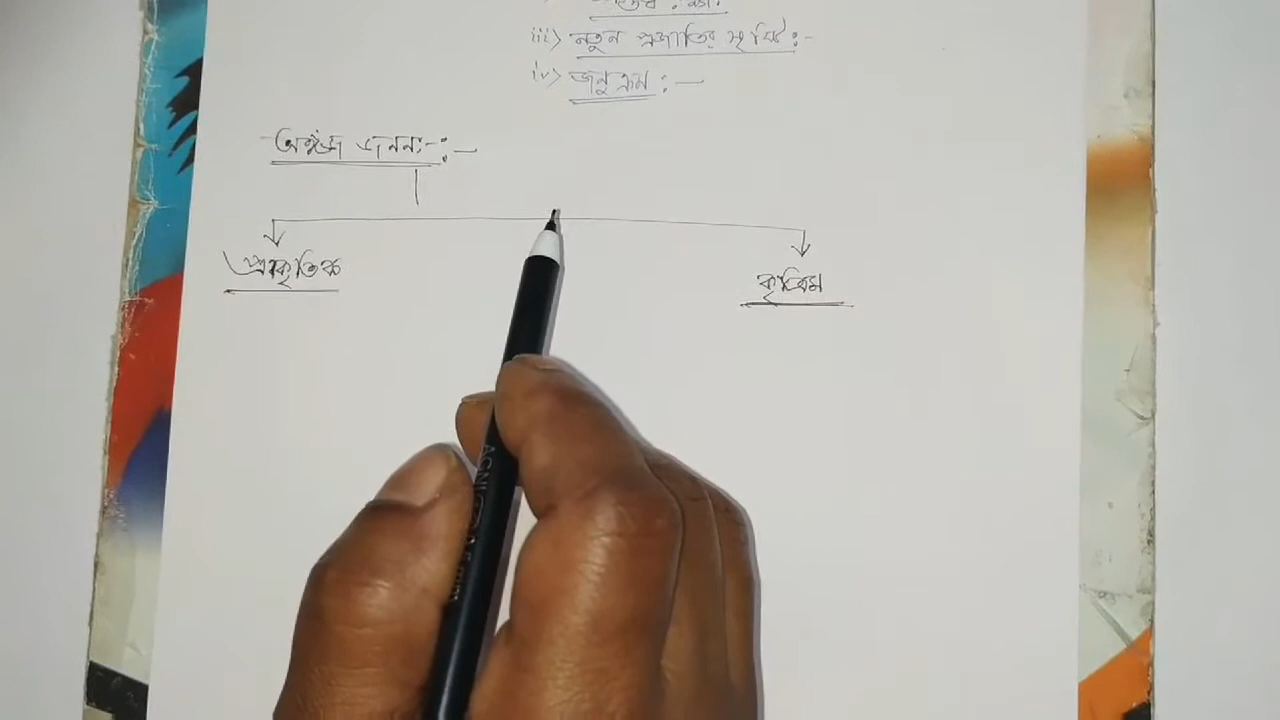 iii> নতুন প্রজাতির সৃষ্টি :-
iv> জনুক্রম : —
অঙ্গজ জনন :-: —
প্রাকৃতিক
কৃত্রিম